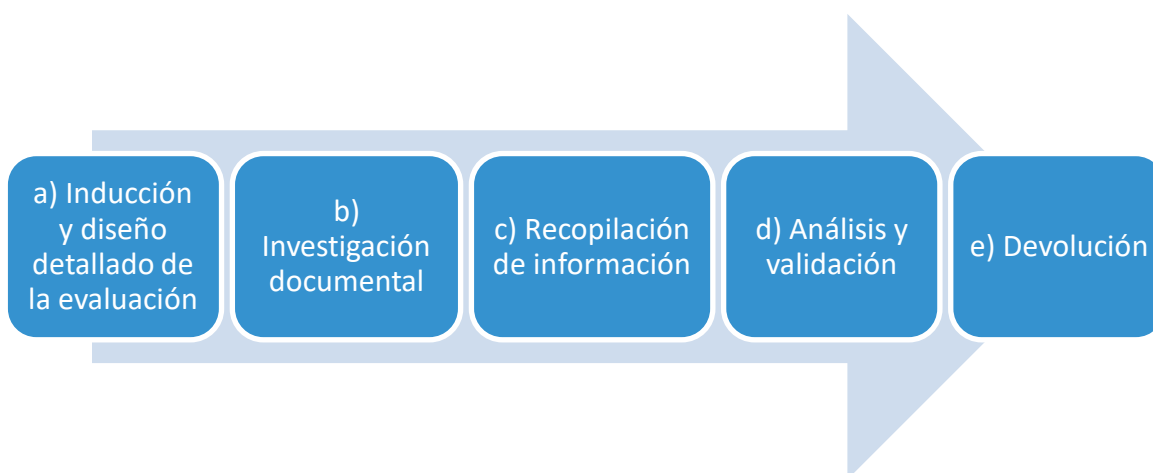 a) Inducción
y diseño
detallado de
la evaluación
b)
Investigación
documental
c) Recopilación
de información
d) Análisis y
validación
e) Devolución